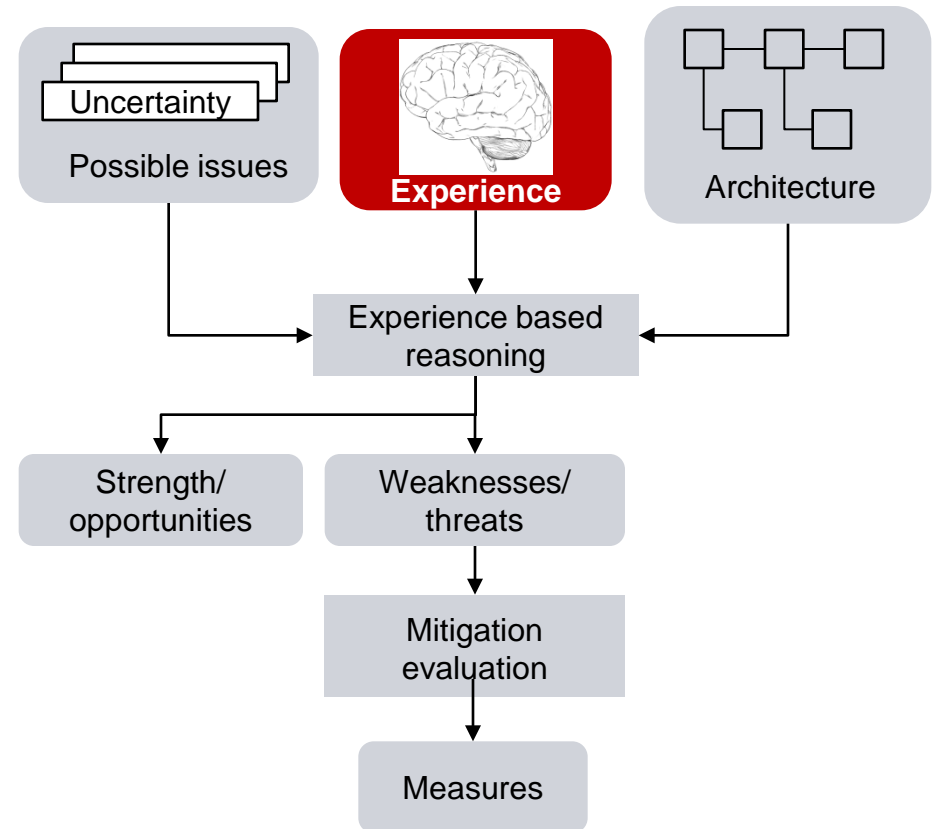 Uncertainty
Possible issues
Experience
Architecture
Experience based
reasoning
Strength/
opportunities
Weaknesses/
threats
Mitigation
evaluation
Measures